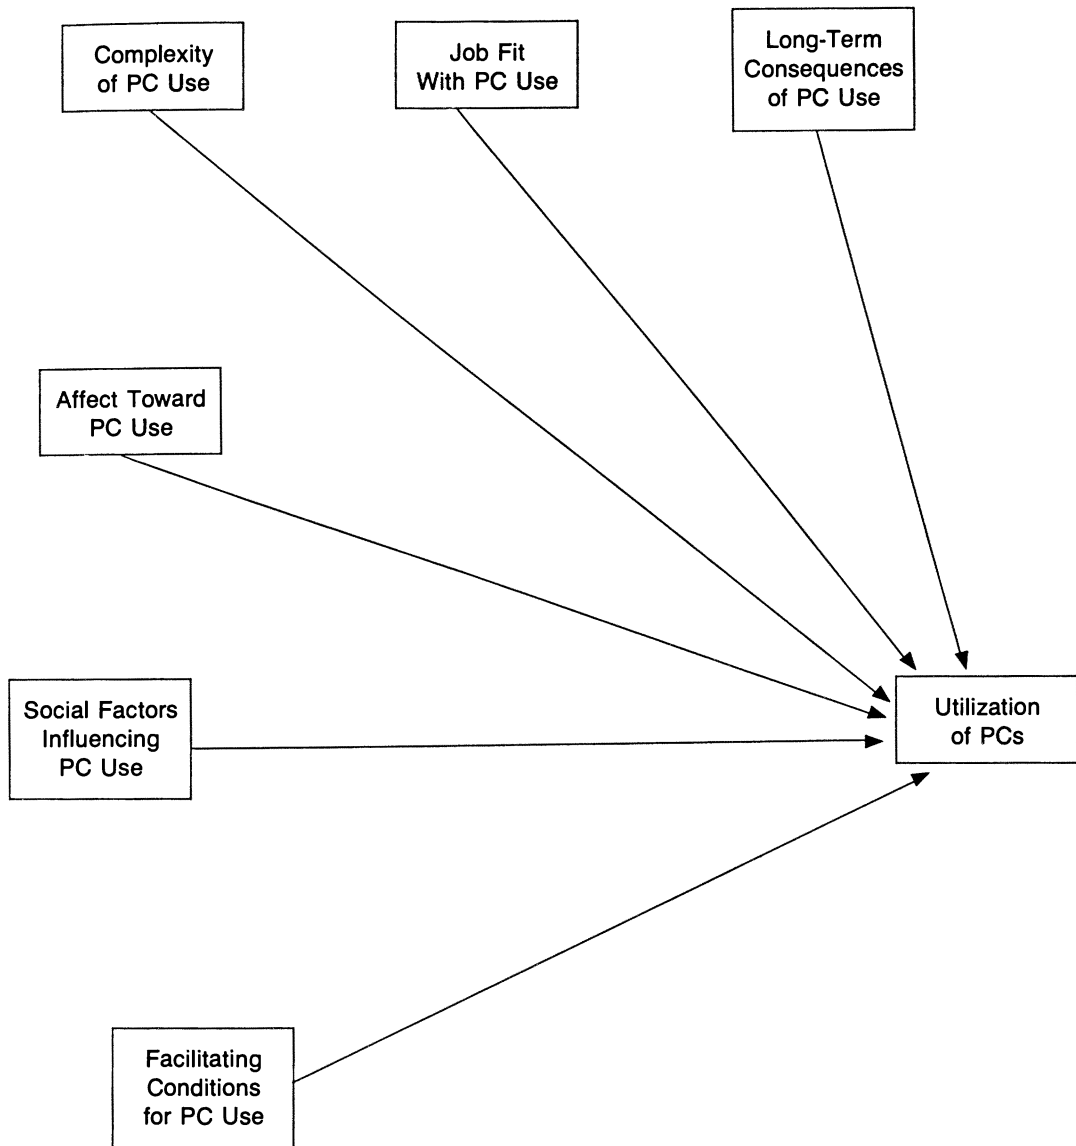 Complexity
of PC Use
Job Fit
With PC Use
Long-Term
Consequences
of PC Use
Affect Toward
PC Use
Social Factors
Influencing
PC Use
Utilization
of PCs
Facilitating
Conditions
for PC Use